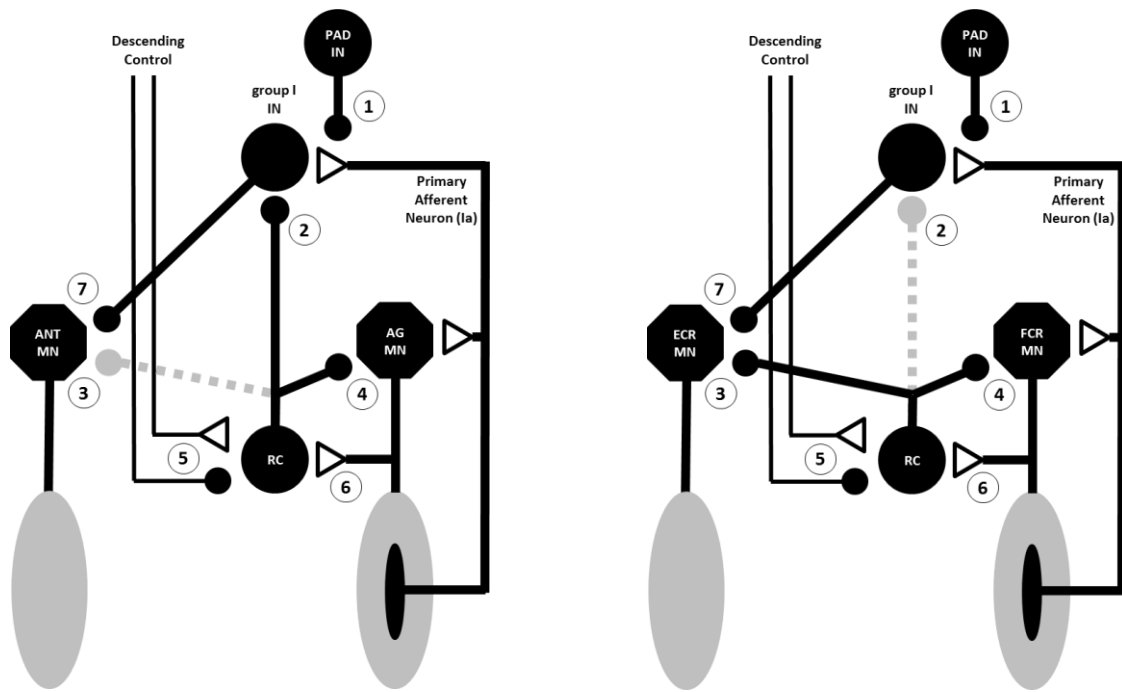 Descending
Control
PAD
IN
1
group I
IN
Primary
Afferent
Neuron (Ia)
2
7
ANT
MN
AG
MN
3
4
5
RC
6
Descending
Control
PAD
IN
1
group I
IN
Primary
Afferent
Neuron (Ia)
2
7
ECR
MN
FCR
MN
3
4
5
RC
6